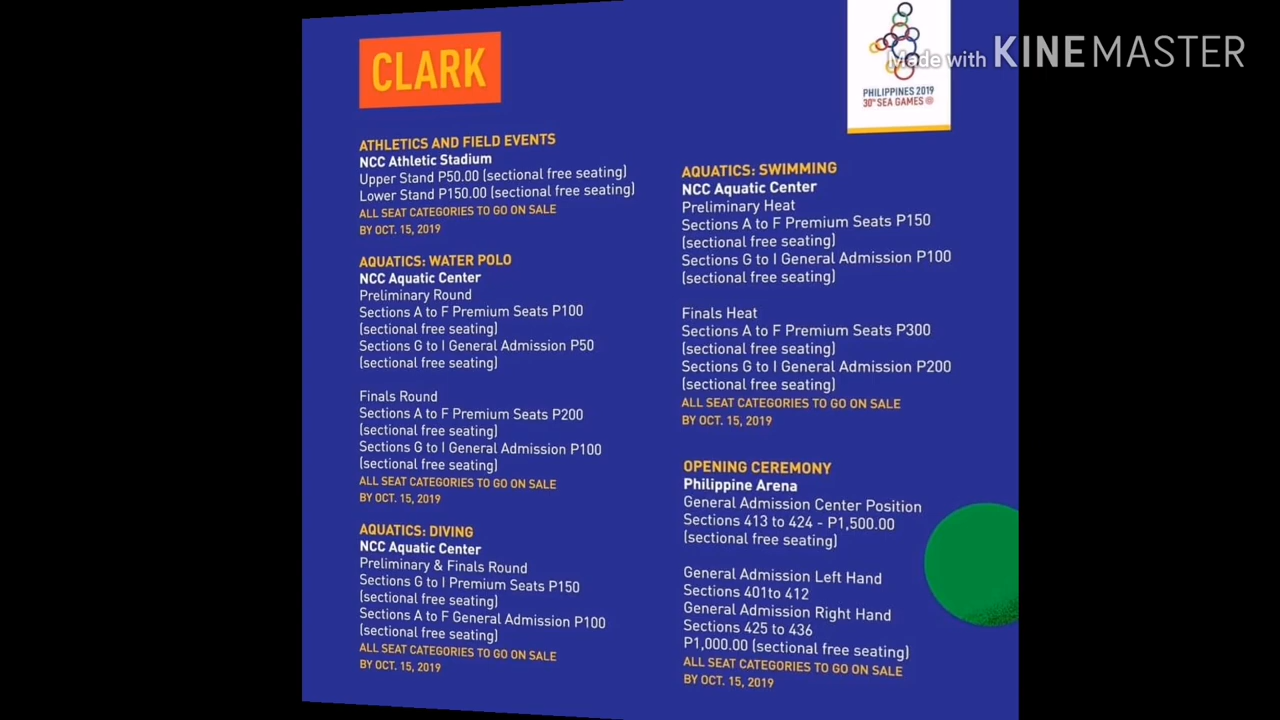 CLARK
ATHLETICS AND FIELD EVENTS
NCC Athletic Stadium
Upper Stand P50.00 (sectional free seating)
Lower Stand P150.00 (sectional free seating)
ALL SEAT CATEGORIES TO GO ON SALE
BY OCT. 15, 2019
AQUATICS: WATER POLO
NCC Aquatic Center
Preliminary Round
Sections A to F Premium Seats P100
(sectional free seating)
Sections G to I General Admission P50
(sectional free seating)
Finals Round
Sections A to F Premium Seats P200
(sectional free seating)
Sections G to I General Admission P100
(sectional free seating)
ALL SEAT CATEGORIES TO GO ON SALE
BY OCT. 15, 2019
AQUATICS: DIVING
NCC Aquatic Center
Preliminary & Finals Round
Sections G to I Premium Seats P150
(sectional free seating)
Sections A to F General Admission P100
(sectional free seating)
ALL SEAT CATEGORIES TO GO ON SALE
BY OCT. 15, 2019
Made with KINEMASTER
PHILIPPINES 2019
30th SEA GAMES
AQUATICS: SWIMMING
NCC Aquatic Center
Preliminary Heat
Sections A to F Premium Seats P150
(sectional free seating)
Sections G to I General Admission P100
(sectional free seating)
Finals Heat
Sections A to F Premium Seats P300
(sectional free seating)
Sections G to I General Admission P200
(sectional free seating)
ALL SEAT CATEGORIES TO GO ON SALE
BY OCT. 15, 2019
OPENING CEREMONY
Philippine Arena
General Admission Center Position
Sections 413 to 424 - P1,500.00
(sectional free seating)
General Admission Left Hand
Sections 401to 412
General Admission Right Hand
Sections 425 to 436
P1,000.00 (sectional free seating)
ALL SEAT CATEGORIES TO GO ON SALE
BY OCT. 15, 2019